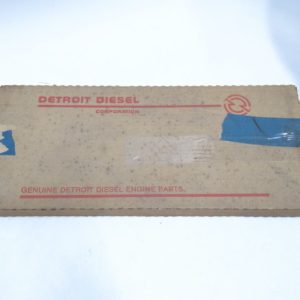 DETROIT DIESEL
CORPORATION
GENUINE DETROIT DIESEL ENGINE PARTS.